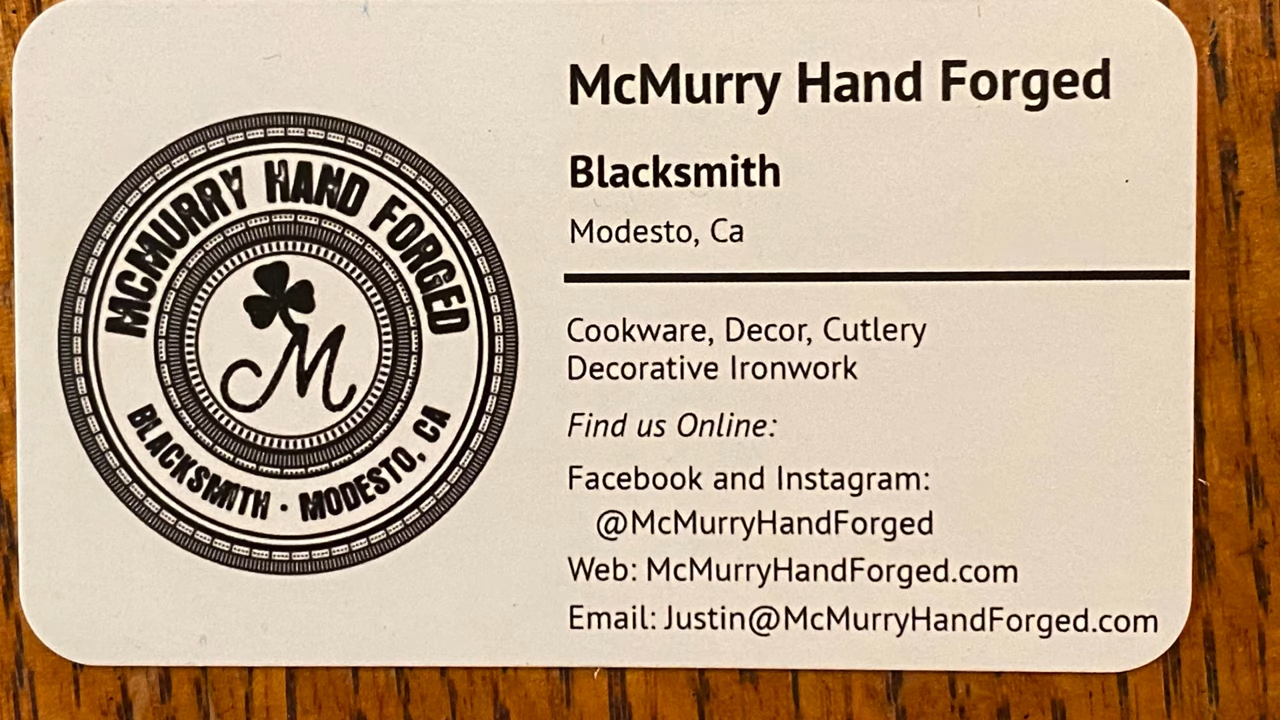 MCMURRY HAND FORGED
M
BLACKSMITH · MODESTO, CA
McMurry Hand Forged
Blacksmith
Modesto, Ca
Cookware, Decor, Cutlery
Decorative Ironwork
Find us Online:
Facebook and Instagram:
@McMurryHandForged
Web: McMurryHandForged.com
Email: Justin@McMurryHandForged.com